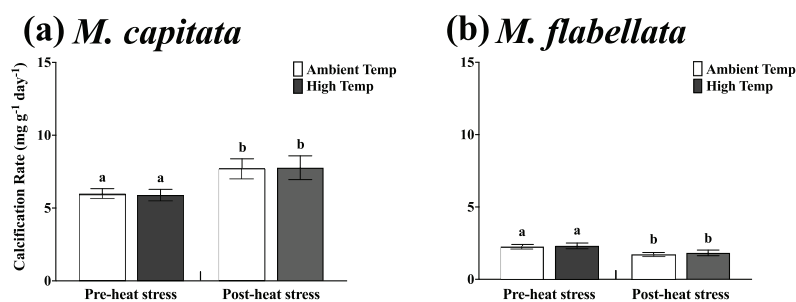 (a) M. capitata
Ambient Temp
High Temp
Calcification Rate (mg g⁻¹ day⁻¹)
15
10
5
0
a a b b
Pre-heat stress Post-heat stress
(b) M. flabellata
Ambient Temp
High Temp
15
10
5
0
a a b b
Pre-heat stress Post-heat stress